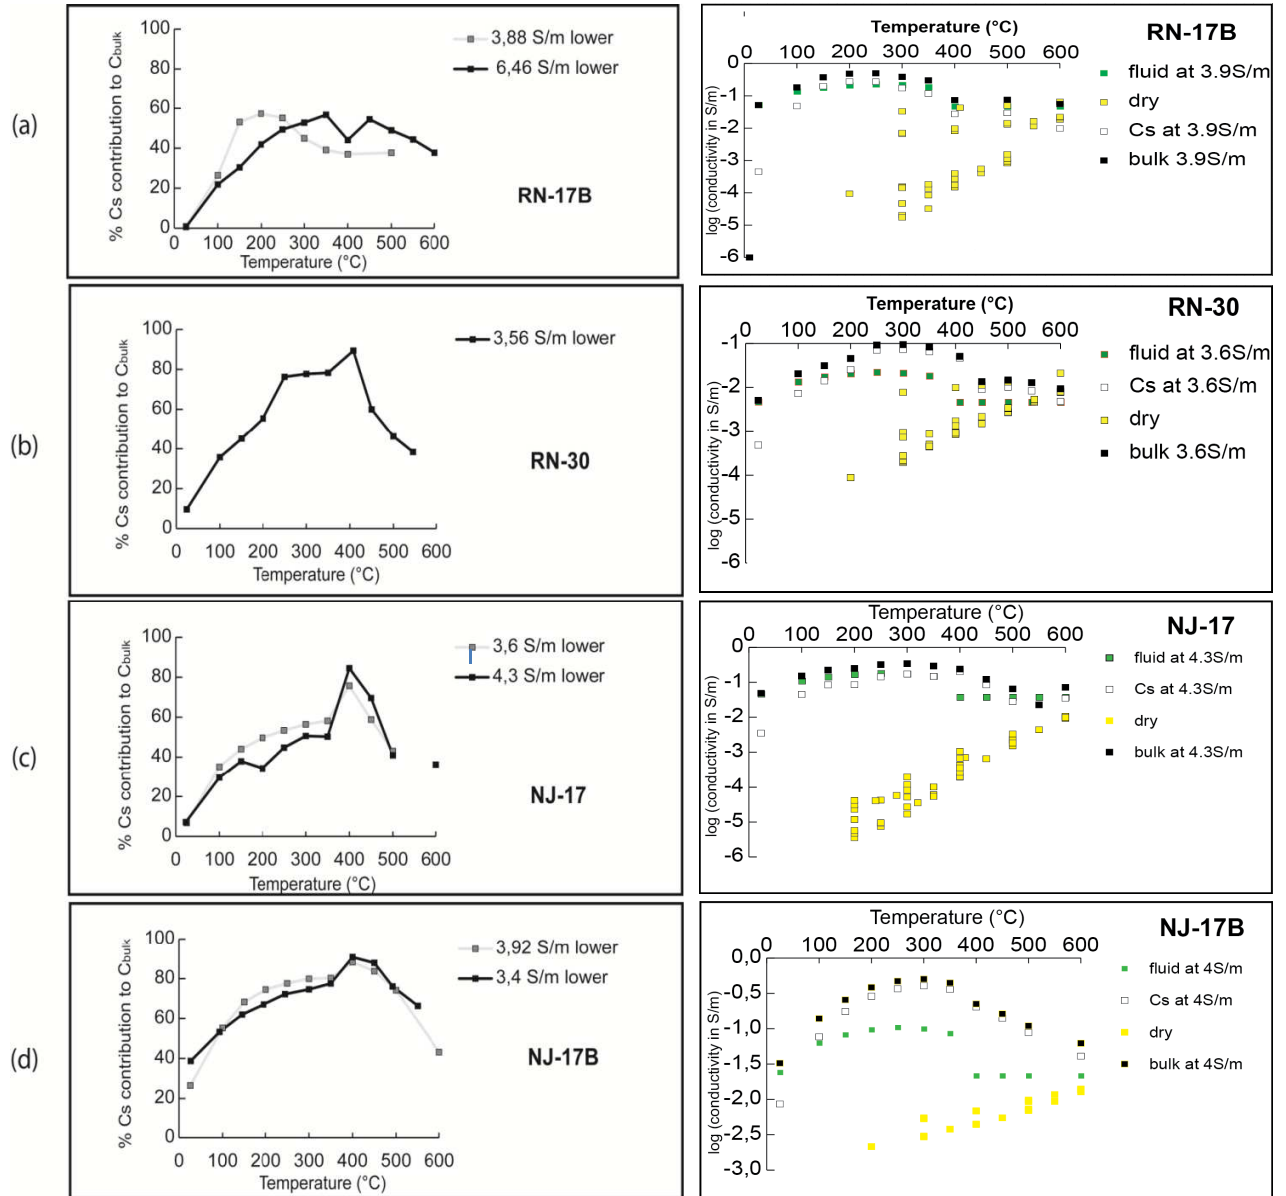 (a)
100
80
60
40
20
0
% Cs contribution to Cbulk
0 100 200 300 400 500 600
Temperature (°C)
3,88 S/m lower
6,46 S/m lower
RN-17B
Temperature (°C)
0 100 200 300 400 500 600
0
-1
-2
-3
-4
-5
-6
log (conductivity in S/m)
RN-17B
fluid at 3.9S/m
dry
Cs at 3.9S/m
bulk 3.9S/m
(b)
100
80
60
40
20
0
% Cs contribution to Cbulk
0 100 200 300 400 500 600
Temperature (°C)
3,56 S/m lower
RN-30
Temperature (°C)
0 100 200 300 400 500 600
-1
-2
-4
-5
-6
log (conductivity in S/m)
RN-30
fluid at 3.6S/m
Cs at 3.6S/m
dry
bulk 3.6S/m
(c)
100
80
60
40
20
0
% Cs contribution to Cbulk
0 100 200 300 400 500 600
Temperature (°C)
3,6 S/m lower
4,3 S/m lower
NJ-17
Temperature (°C)
0 100 200 300 400 500 600
0
-1
-2
-3
-4
-5
-6
log (conductivity in S/m)
NJ-17
fluid at 4.3S/m
Cs at 4.3S/m
dry
bulk at 4.3S/m
(d)
100
80
60
40
20
0
% Cs contribution to Cbulk
0 100 200 300 400 500 600
Temperature (°C)
3,92 S/m lower
3,4 S/m lower
NJ-17B
Temperature (°C)
0 100 200 300 400 500 600
0,0
-0,5
-1,0
-1,5
-2,0
-2,5
-3,0
log (conductivity in S/m)
NJ-17B
fluid at 4S/m
Cs at 4S/m
dry
bulk at 4S/m